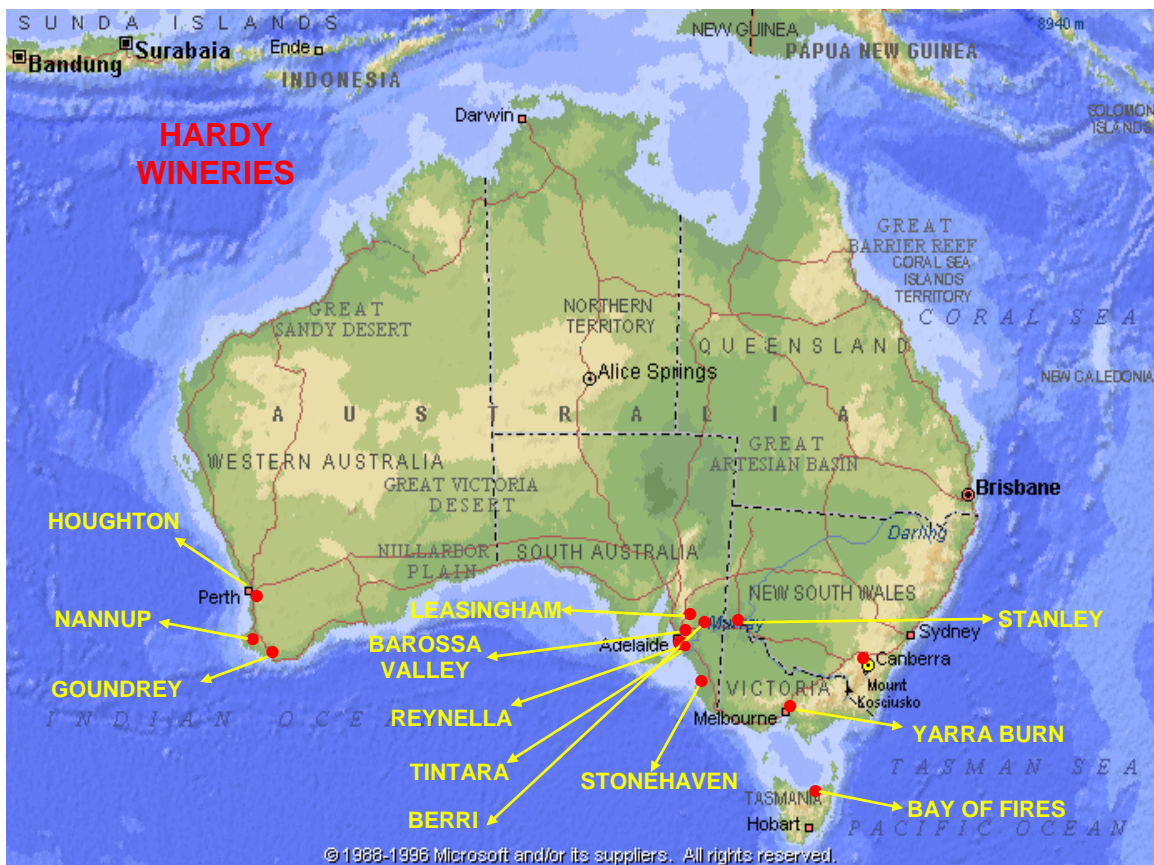 SUNDA ISLANDS
Surabaia
Ende
Bandung
INDONESIA
NEW GUINEA
8940 m
PAPUA NEW GUINEA
SOLOMON
ISLANDS
HARDY
WINERIES
Darwin
GREAT
BARRIER REEF
CORAL SEA
ISLANDS
TERRITORY
CORAL SEA
GREAT
SANDY DESERT
NORTHERN
TERRITORY
QUEENSLAND
Alice Springs
NEW CALEDONIA
AUSTRALIA
GREAT
ARTESIAN BASIN
WESTERN AUSTRALIA
GREAT VICTORIA
DESERT
Brisbane
HOUGHTON
Darling
NULLARBOR
PLAIN
SOUTH AUSTRALIA
Perth
NEW SOUTH WALES
LEASINGHAM
NANNUP
Murray
STANLEY
BAROSSA
VALLEY
Adelaide
Sydney
Canberra
GOUNDREY
VICTORIA
Mount
Kosciusko
INDIAN OCEA
REYNELLA
Melbourne
YARRA BURN
TINTARA
STONEHAVEN
TASMAN SEA
BERRI
TASMANIA
BAY OF FIRES
Hobart
PACIFIC OCEAN
© 1988-1996 Microsoft and/or its suppliers. All rights reserved.